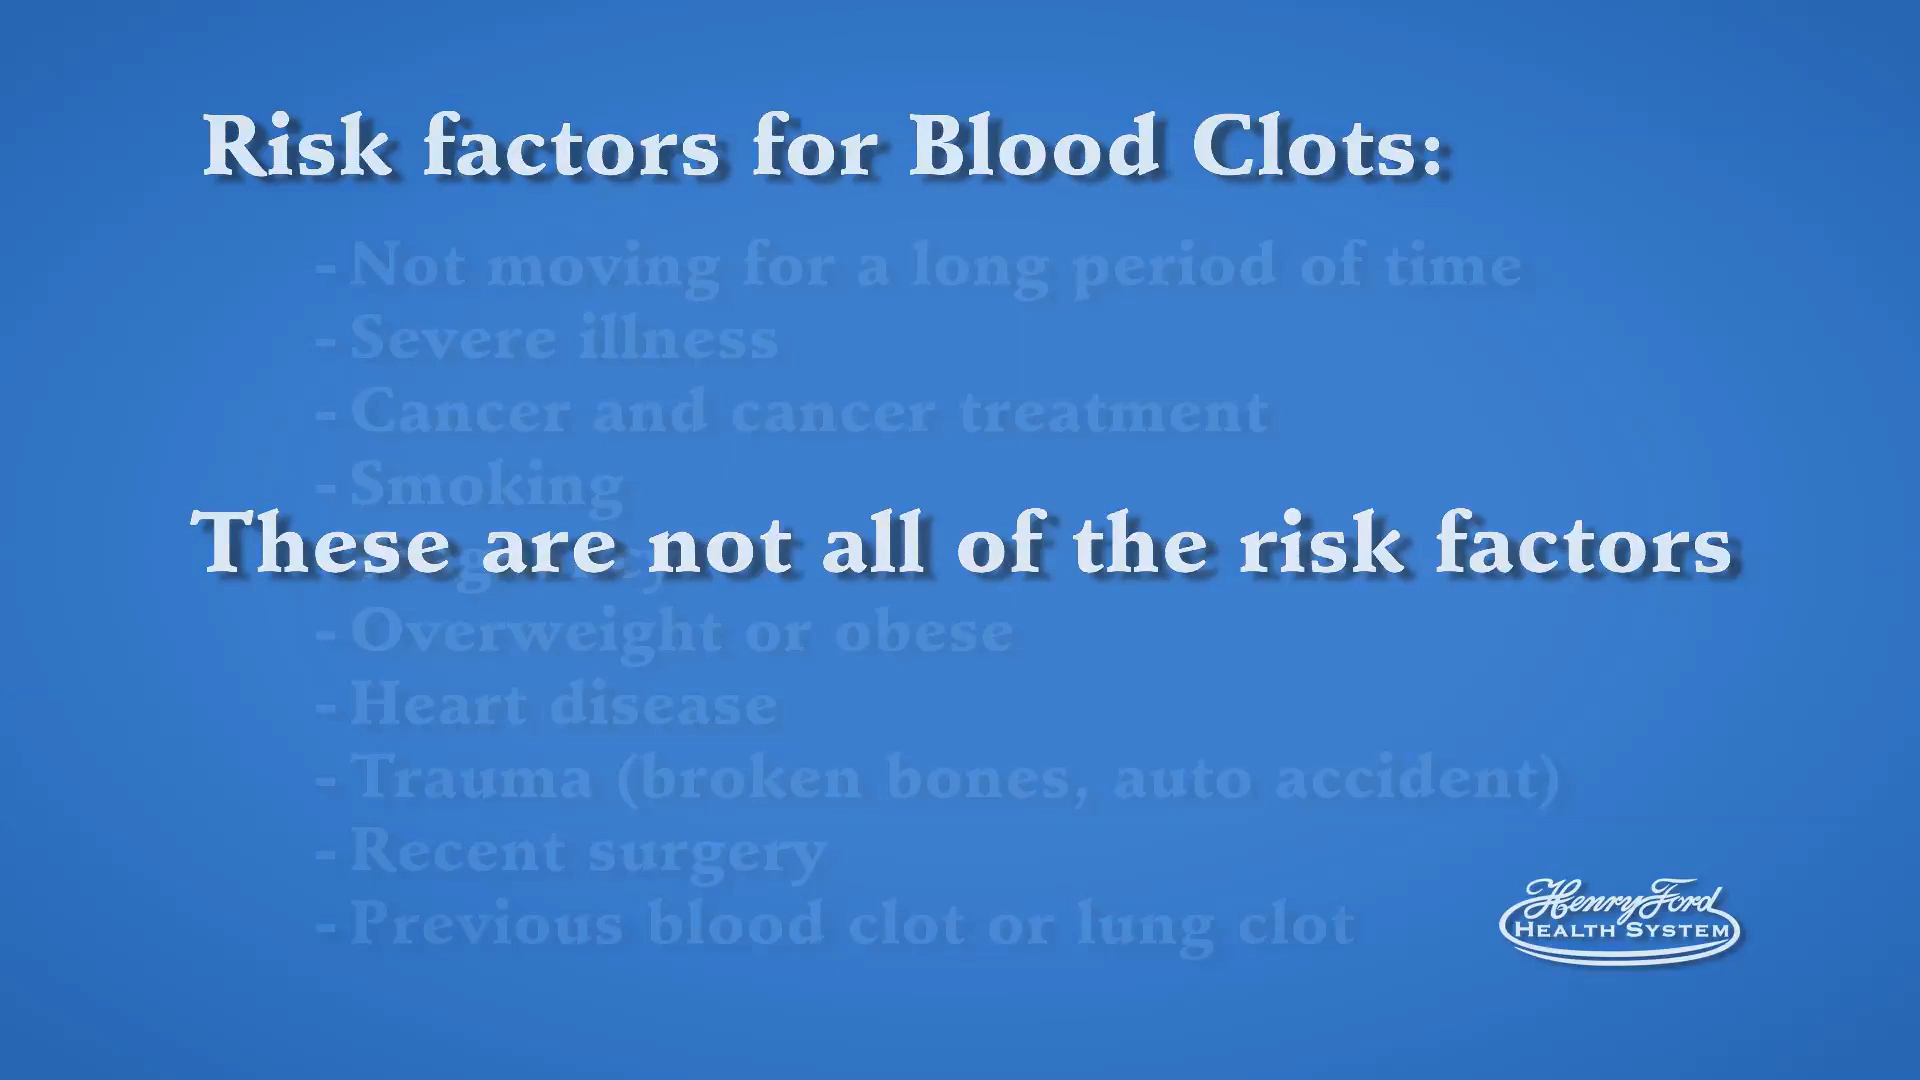 Risk factors for Blood Clots:
- Not moving for a long period of time
- Severe illness
- Cancer and cancer treatment
- Smoking
These are not all of the risk factors
- Overweight or obese
- Heart disease
- Trauma (broken bones, auto accident)
- Recent surgery
- Previous blood clot or lung clot
Henry Ford
HEALTH SYSTEM